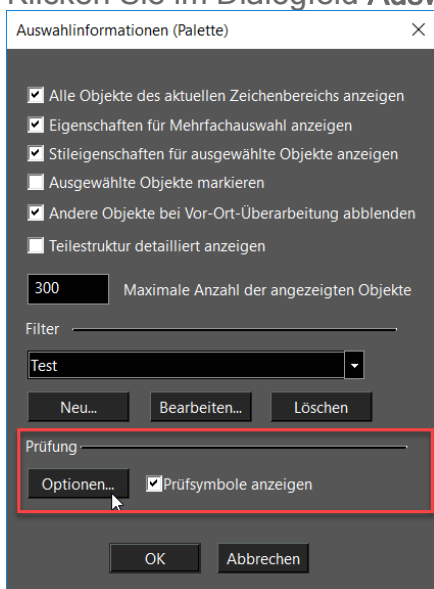 Klicken Sie im Dialogfeld Ausw
Auswahlinformationen (Palette)
Alle Objekte des aktuellen Zeichenbereichs anzeigen
Eigenschaften für Mehrfachauswahl anzeigen
Stileigenschaften für ausgewählte Objekte anzeigen
Ausgewählte Objekte markieren
Andere Objekte bei Vor-Ort-Überarbeitung abblenden
Teilestruktur detailliert anzeigen
300 Maximale Anzahl der angezeigten Objekte
Filter
Test
Neu... Bearbeiten... Löschen
Prüfung
Optionen... Prüfsymbole anzeigen
OK Abbrechen